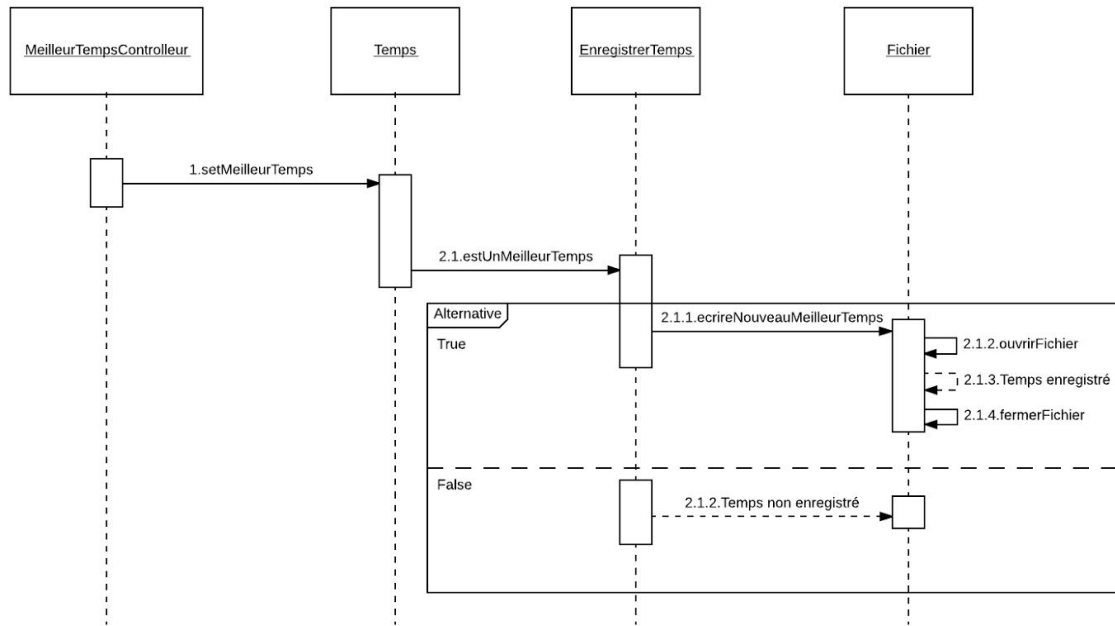 MeilleurTempsControlleur
Temps
EnregistrerTemps
Fichier
1.setMeilleurTemps
2.1.estUnMeilleurTemps
Alternative
True
2.1.1.ecrireNouveauMeilleurTemps
2.1.2.ouvrirFichier
2.1.3.Temps enregistré
2.1.4.fermerFichier
False
2.1.2.Temps non enregistré